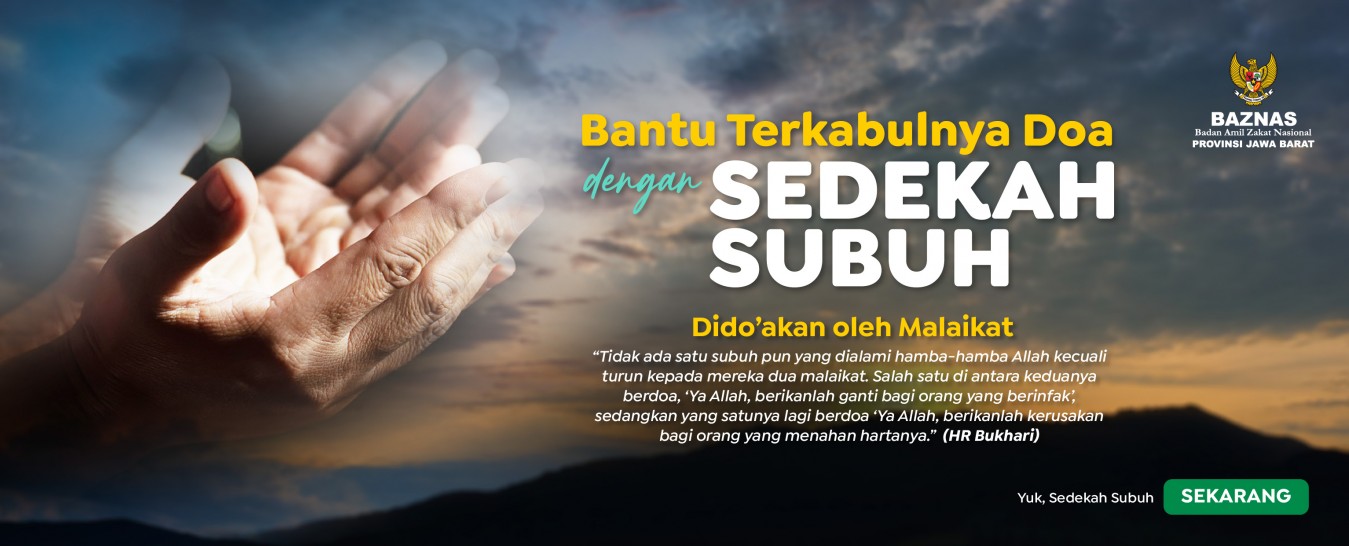 Bantu Terkabulnya Doa
dengan SEDEKAH
SUBUH
Dido’akan oleh Malaikat
“Tidak ada satu subuh pun yang dialami hamba-hamba Allah kecuali
turun kepada mereka dua malaikat. Salah satu di antara keduanya
berdoa, ‘Ya Allah, berikanlah ganti bagi orang yang berinfak’,
sedangkan yang satunya lagi berdoa ‘Ya Allah, berikanlah kerusakan
bagi orang yang menahan hartanya.” (HR Bukhari)
BAZNAS
Badan Amil Zakat Nasional
PROVINSI JAWA BARAT
Yuk, Sedekah Subuh SEKARANG